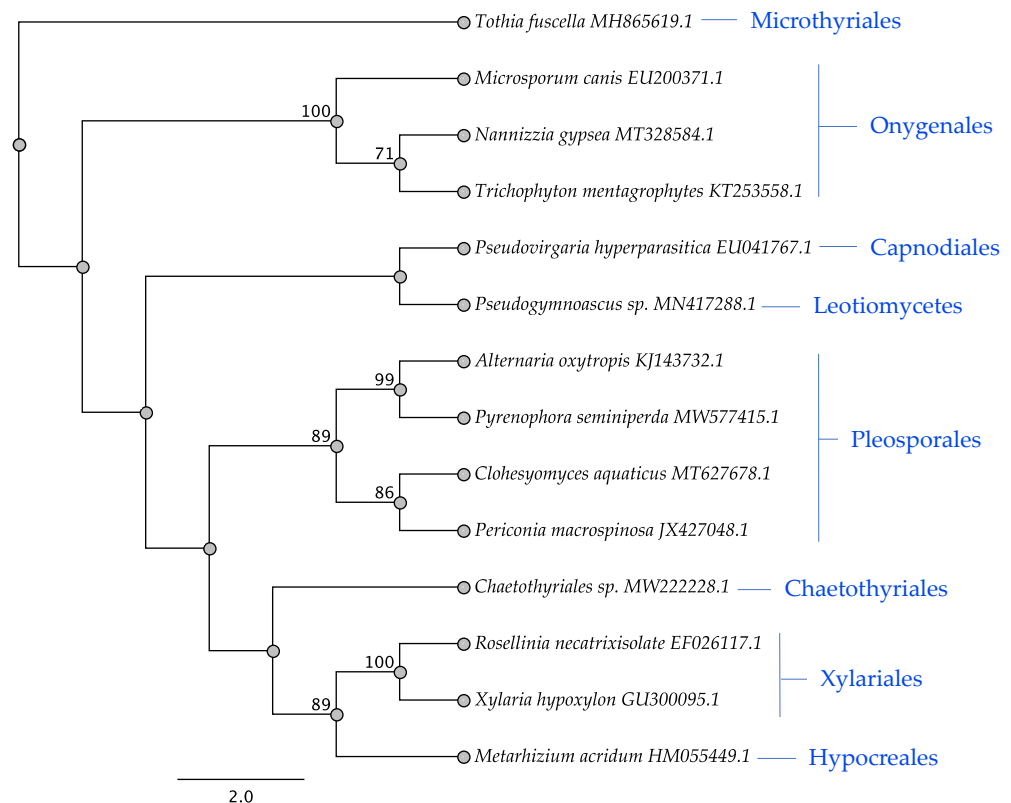 Tothia fuscella MH865619.1 Microthyriales
Microsporum canis EU200371.1
100
Onygenales
Nannizzia gypsea MT328584.1
71
Trichophyton mentagrophytes KT253558.1
Pseudovirgaria hyperparasitica EU041767.1 Capnodiales
Pseudogymnoascus sp. MN417288.1 Leotiomycetes
Alternaria oxytropis KJ143732.1
99
Pyrenophora seminiperda MW577415.1
89
Pleosporales
Clohesyomyces aquaticus MT627678.1
86
Periconia macrospinosa JX427048.1
Chaetothyriales sp. MW222228.1 Chaetothyriales
Rosellinia necatrixisolate EF026117.1
100
Xylariales
Xylaria hypoxylon GU300095.1
89
Metarhizium acridum HM055449.1 Hypocreales
2.0